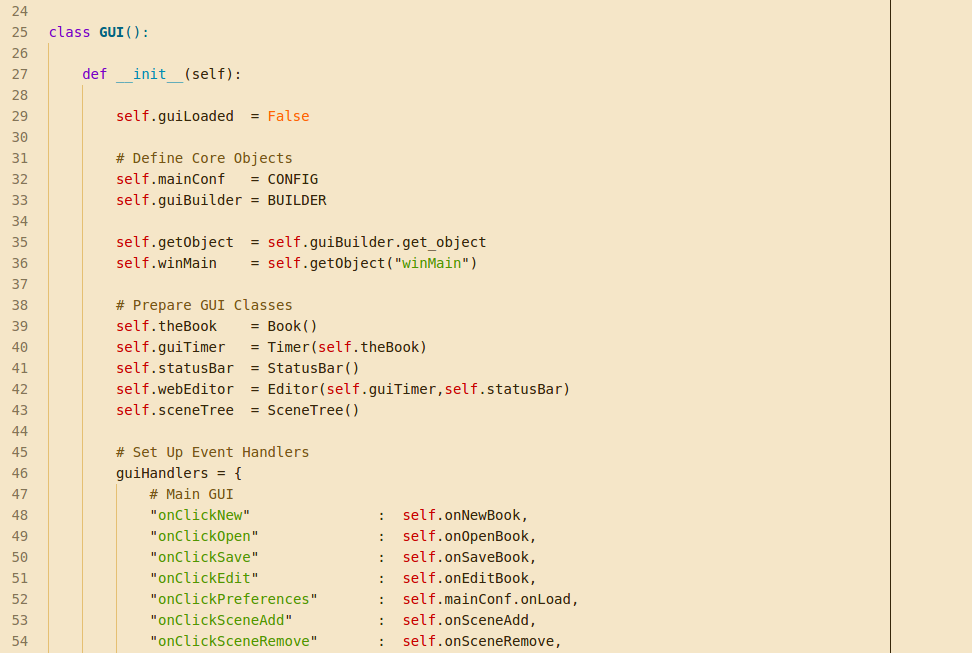 24
25 class GUI():
26
27     def __init__(self):
28
29         self.guiLoaded  = False
30
31         # Define Core Objects
32         self.mainConf   = CONFIG
33         self.guiBuilder = BUILDER
34
35         self.getObject  = self.guiBuilder.get_object
36         self.winMain    = self.getObject("winMain")
37
38         # Prepare GUI Classes
39         self.theBook    = Book()
40         self.guiTimer   = Timer(self.theBook)
41         self.statusBar  = StatusBar()
42         self.webEditor  = Editor(self.guiTimer,self.statusBar)
43         self.sceneTree  = SceneTree()
44
45         # Set Up Event Handlers
46         guiHandlers = {
47             # Main GUI
48             "onClickNew"               :  self.onNewBook,
49             "onClickOpen"              :  self.onOpenBook,
50             "onClickSave"              :  self.onSaveBook,
51             "onClickEdit"              :  self.onEditBook,
52             "onClickPreferences"       :  self.mainConf.onLoad,
53             "onClickSceneAdd"          :  self.onSceneAdd,
54             "onClickSceneRemove"       :  self.onSceneRemove,